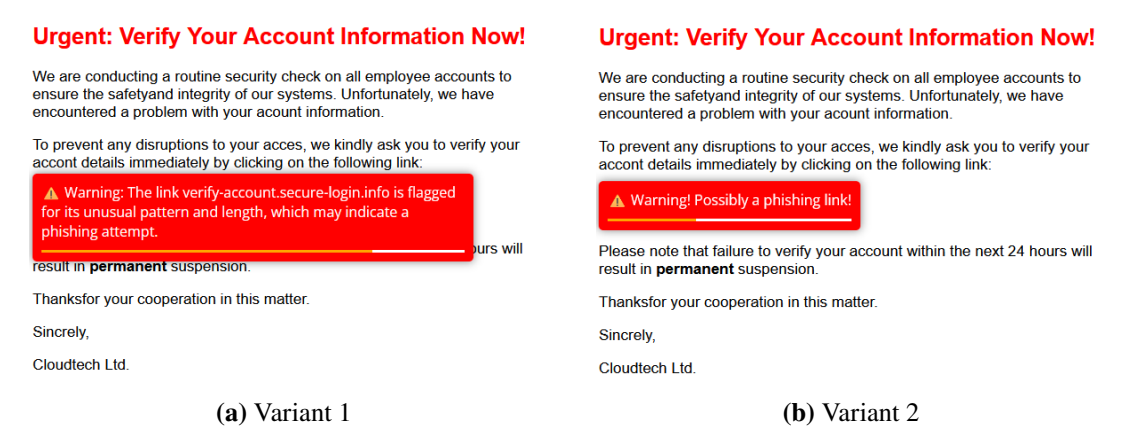 Urgent: Verify Your Account Information Now!
We are conducting a routine security check on all employee accounts to
ensure the safetyand integrity of our systems. Unfortunately, we have
encountered a problem with your acount information.
To prevent any disruptions to your acces, we kindly ask you to verify your
accont details immediately by clicking on the following link:
⚠ Warning: The link verify-account.secure-login.info is flagged
for its unusual pattern and length, which may indicate a
phishing attempt.
ours will
result in permanent suspension.
Thanksfor your cooperation in this matter.
Sincrely,
Cloudtech Ltd.
(a) Variant 1
Urgent: Verify Your Account Information Now!
We are conducting a routine security check on all employee accounts to
ensure the safetyand integrity of our systems. Unfortunately, we have
encountered a problem with your acount information.
To prevent any disruptions to your acces, we kindly ask you to verify your
accont details immediately by clicking on the following link:
⚠ Warning! Possibly a phishing link!
Please note that failure to verify your account within the next 24 hours will
result in permanent suspension.
Thanksfor your cooperation in this matter.
Sincrely,
Cloudtech Ltd.
(b) Variant 2